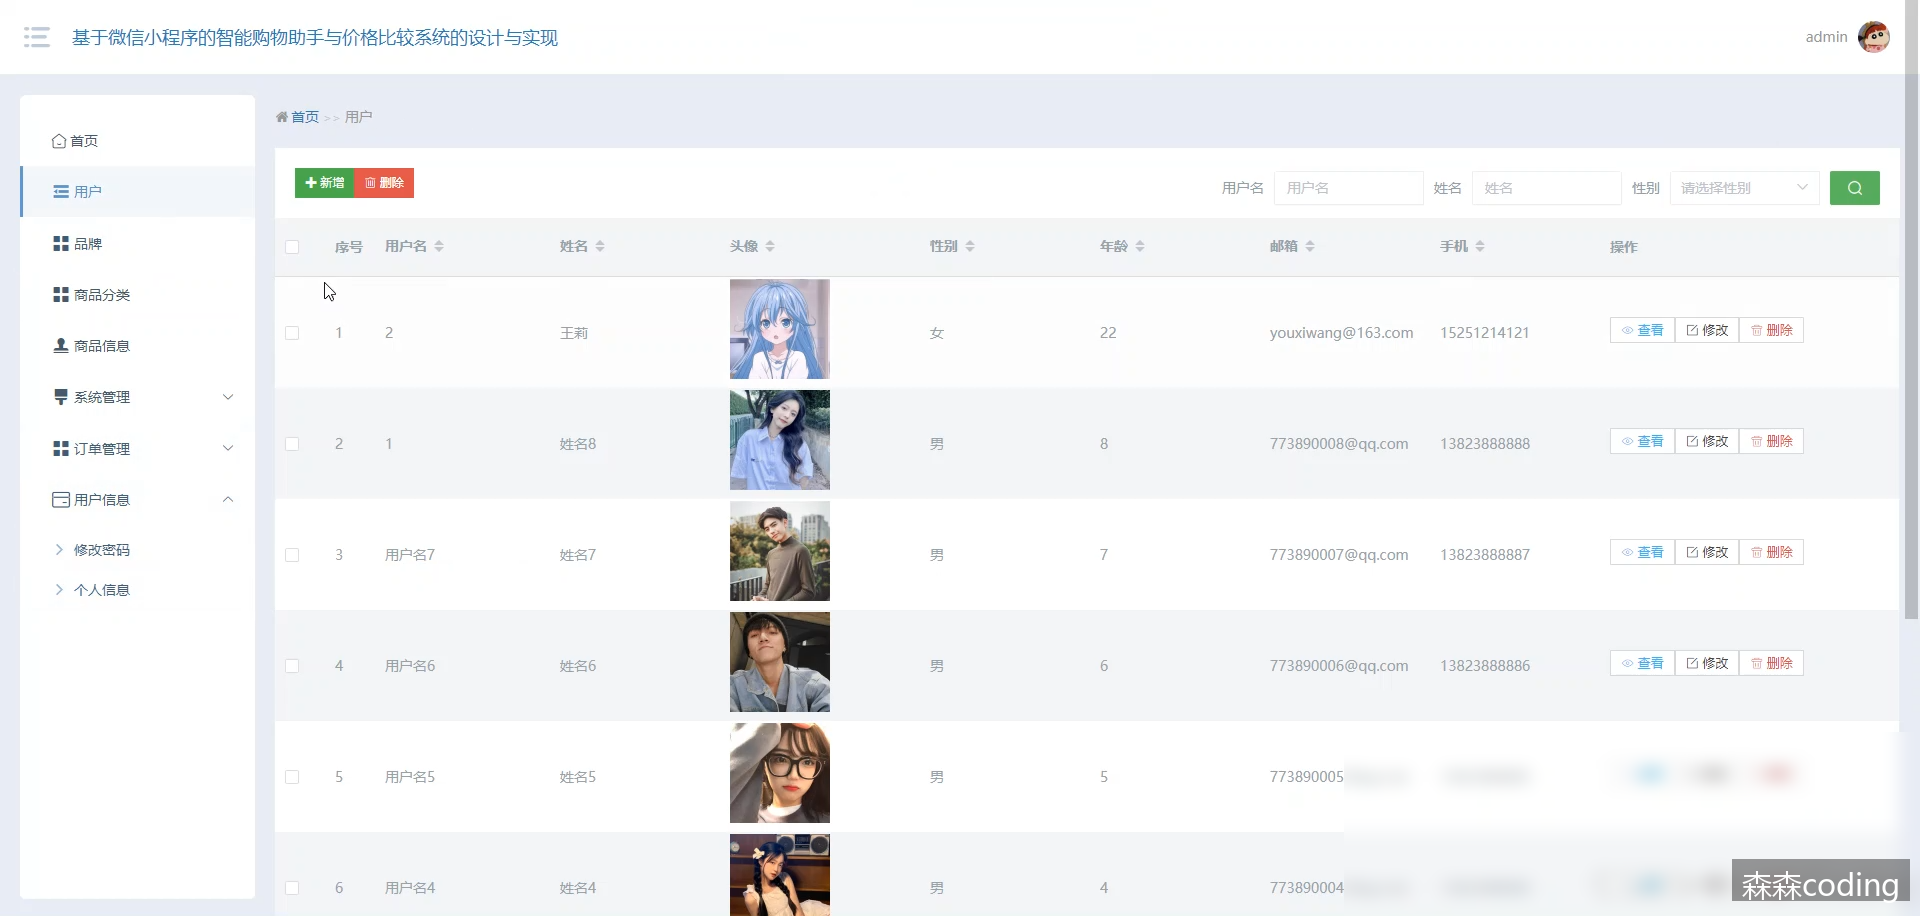 基于微信小程序的智能购物助手与价格比较系统的设计与实现
admin
首页
用户
品牌
商品分类
商品信息
系统管理
订单管理
用户信息
修改密码
个人信息
首页 >> 用户
新增 删除
用户名 用户名 姓名 姓名 性别 请选择性别
序号 用户名 姓名 头像 性别 年龄 邮箱 手机 操作
1 2 王莉 女 22 youxiwang@163.com 15251214121 查看 修改 删除
2 1 姓名8 男 8 773890008@qq.com 13823888888 查看 修改 删除
3 用户名7 姓名7 男 7 773890007@qq.com 13823888887 查看 修改 删除
4 用户名6 姓名6 男 6 773890006@qq.com 13823888886 查看 修改 删除
5 用户名5 姓名5 男 5 773890005
6 用户名4 姓名4 男 4 773890004
森森coding